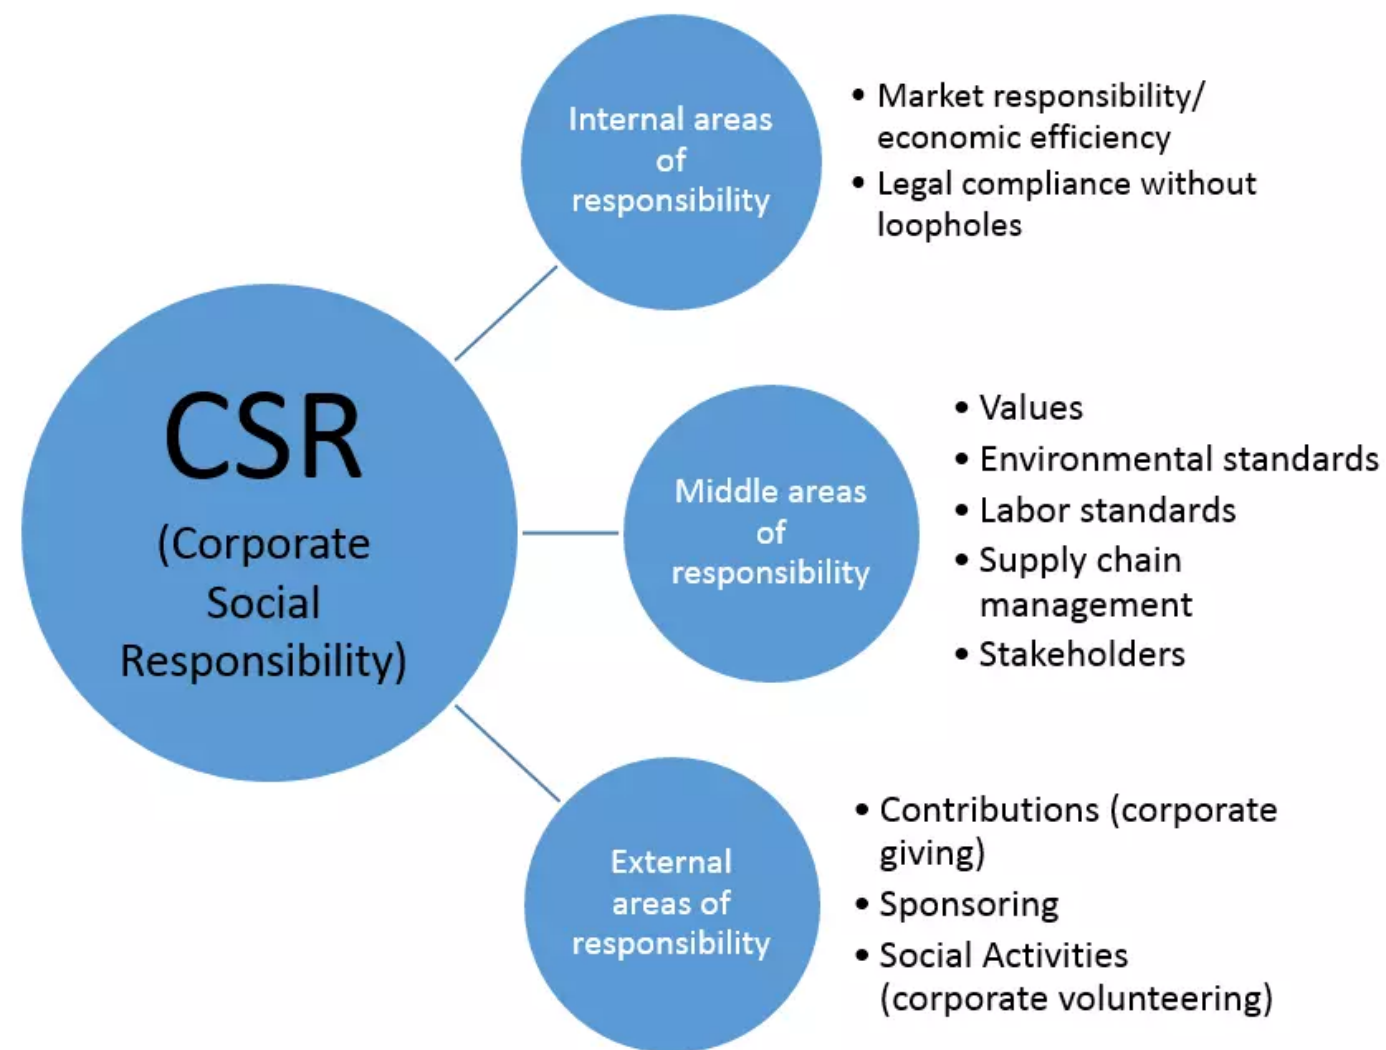 CSR
(Corporate
Social
Responsibility)
Internal areas
of
responsibility
• Market responsibility/
economic efficiency
• Legal compliance without
loopholes
Middle areas
of
responsibility
• Values
• Environmental standards
• Labor standards
• Supply chain
management
• Stakeholders
External
areas of
responsibility
• Contributions (corporate
giving)
• Sponsoring
• Social Activities
(corporate volunteering)